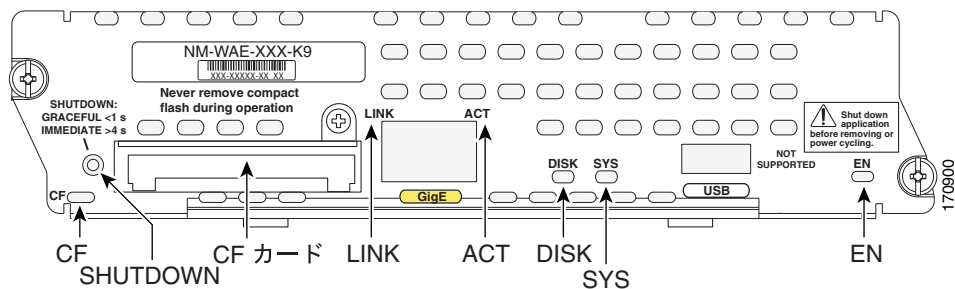 NM-WAE-XXX-K9
XXX-XXXXX-XX XX
Never remove compact
flash during operation
SHUTDOWN:
GRACEFUL <1 s
IMMEDIATE >4 s
LINK
ACT
Shut down
application
before removing or
power cycling.
DISK
SYS
NOT
SUPPORTED
EN
CF
GigE
USB
170900
CF
SHUTDOWN
CF カード
LINK
ACT
DISK
SYS
EN